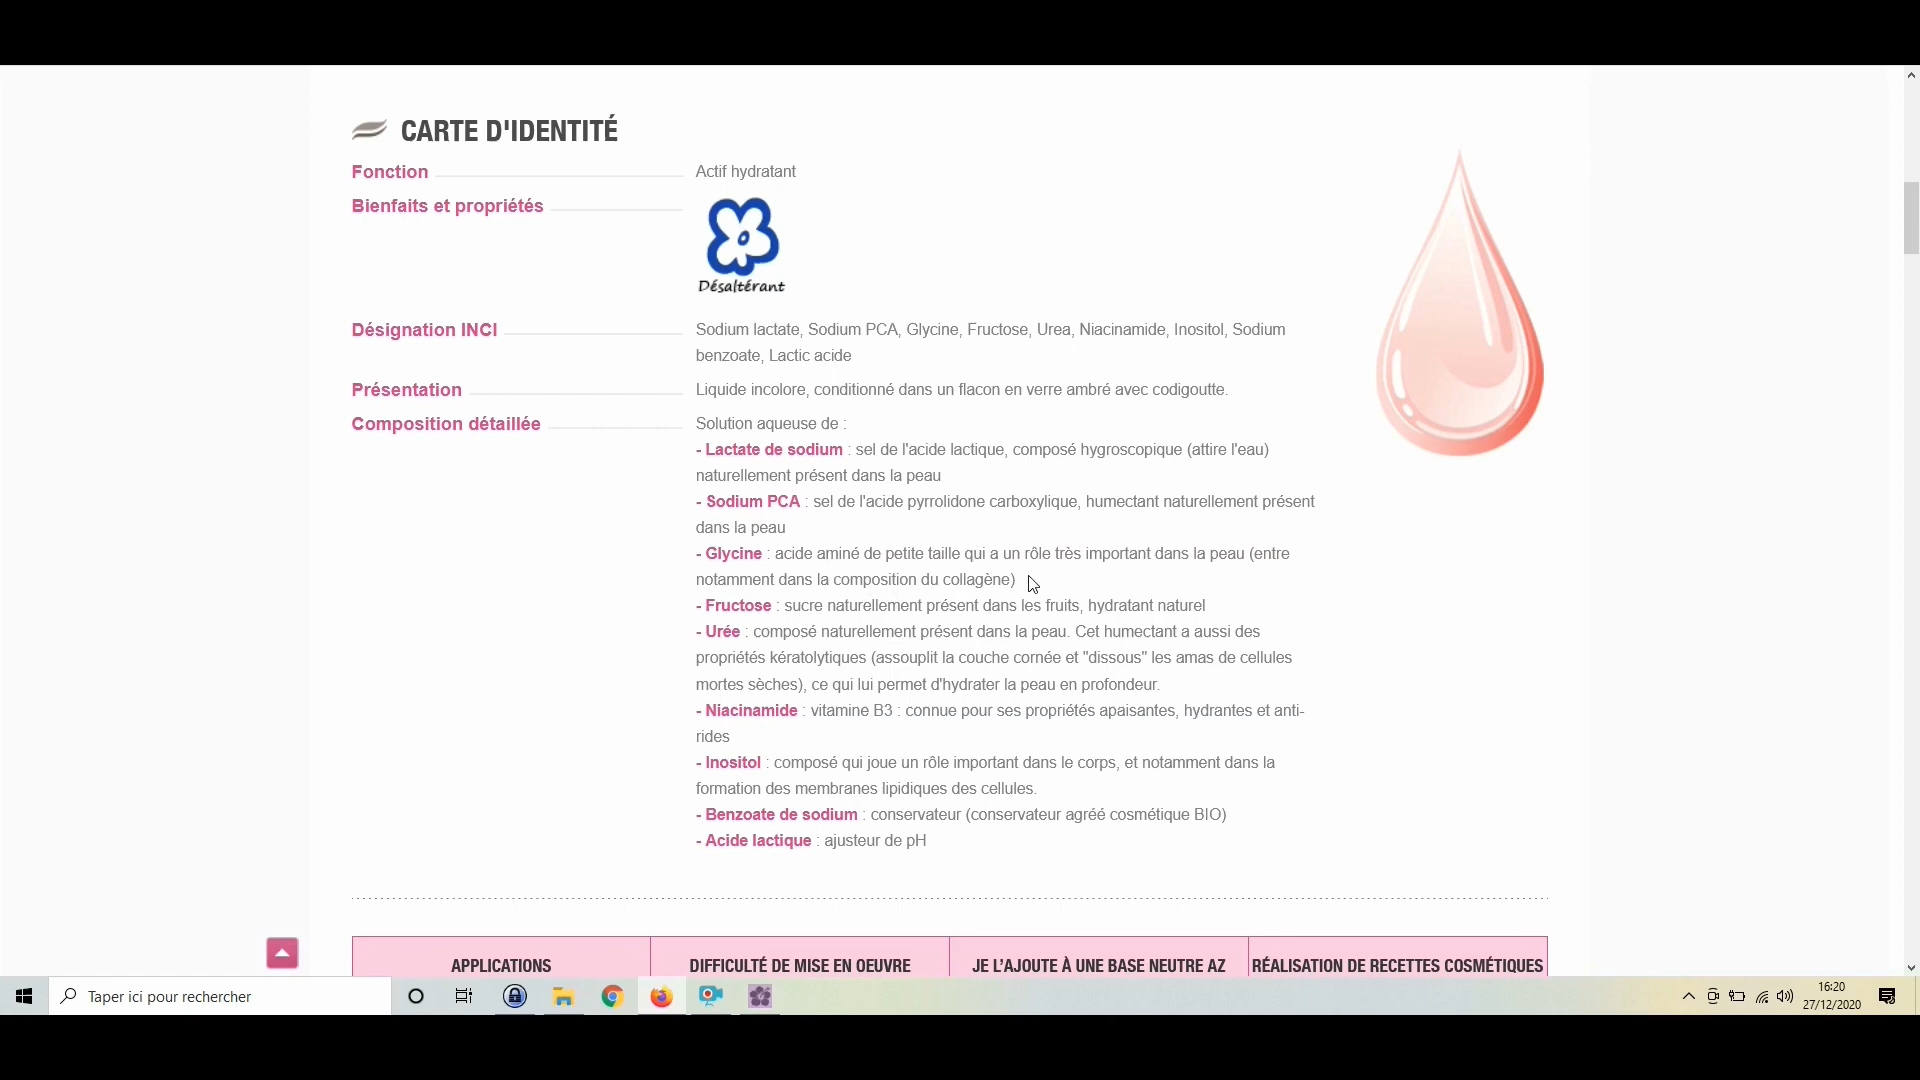 CARTE D'IDENTITÉ
Fonction
Actif hydratant
Bienfaits et propriétés
Désaltérant
Désignation INCI
Sodium lactate, Sodium PCA, Glycine, Fructose, Urea, Niacinamide, Inositol, Sodium
benzoate, Lactic acide
Présentation
Liquide incolore, conditionné dans un flacon en verre ambré avec codigoutte.
Composition détaillée
Solution aqueuse de :
- Lactate de sodium : sel de l'acide lactique, composé hygroscopique (attire l'eau)
naturellement présent dans la peau
- Sodium PCA : sel de l'acide pyrrolidone carboxylique, humectant naturellement présent
dans la peau
- Glycine : acide aminé de petite taille qui a un rôle très important dans la peau (entre
notamment dans la composition du collagène)
- Fructose : sucre naturellement présent dans les fruits, hydratant naturel
- Urée : composé naturellement présent dans la peau. Cet humectant a aussi des
propriétés kératolytiques (assouplit la couche cornée et "dissous" les amas de cellules
mortes sèches), ce qui lui permet d'hydrater la peau en profondeur.
- Niacinamide : vitamine B3 : connue pour ses propriétés apaisantes, hydrantes et anti-
rides
- Inositol : composé qui joue un rôle important dans le corps, et notamment dans la
formation des membranes lipidiques des cellules.
- Benzoate de sodium : conservateur (conservateur agréé cosmétique BIO)
- Acide lactique : ajusteur de pH
APPLICATIONS
DIFFICULTÉ DE MISE EN OEUVRE
JE L'AJOUTE À UNE BASE NEUTRE AZ
RÉALISATION DE RECETTES COSMÉTIQUES
Taper ici pour rechercher
16:20
27/12/2020